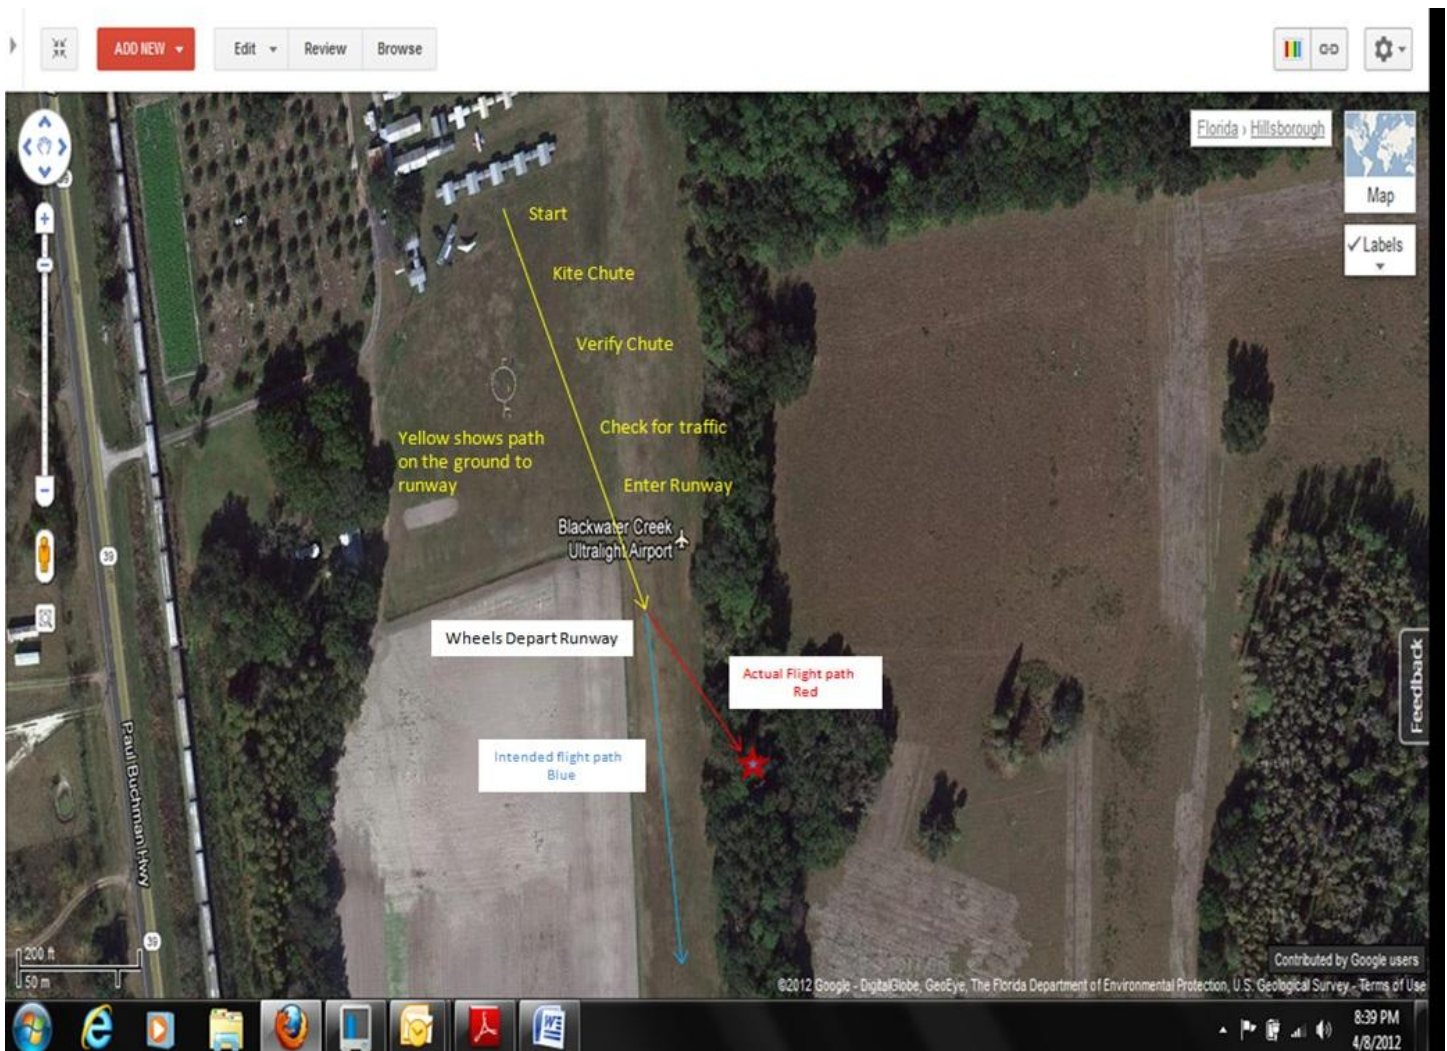 ADD NEW
Edit
Review
Browse
Florida › Hillsborough
Map
Labels
Start
Kite Chute
Verify Chute
Check for traffic
Yellow shows path
on the ground to
runway
Enter Runway
Blackwater Creek
Ultralight Airport
39
Wheels Depart Runway
Actual Flight path
Red
Feedback
Intended flight path
Blue
Paul Buchman Hwy
39
200 ft
50 m
Contributed by Google users
©2012 Google - DigitalGlobe, GeoEye, The Florida Department of Environmental Protection, U.S. Geological Survey - Terms of Use
8:39 PM
4/8/2012